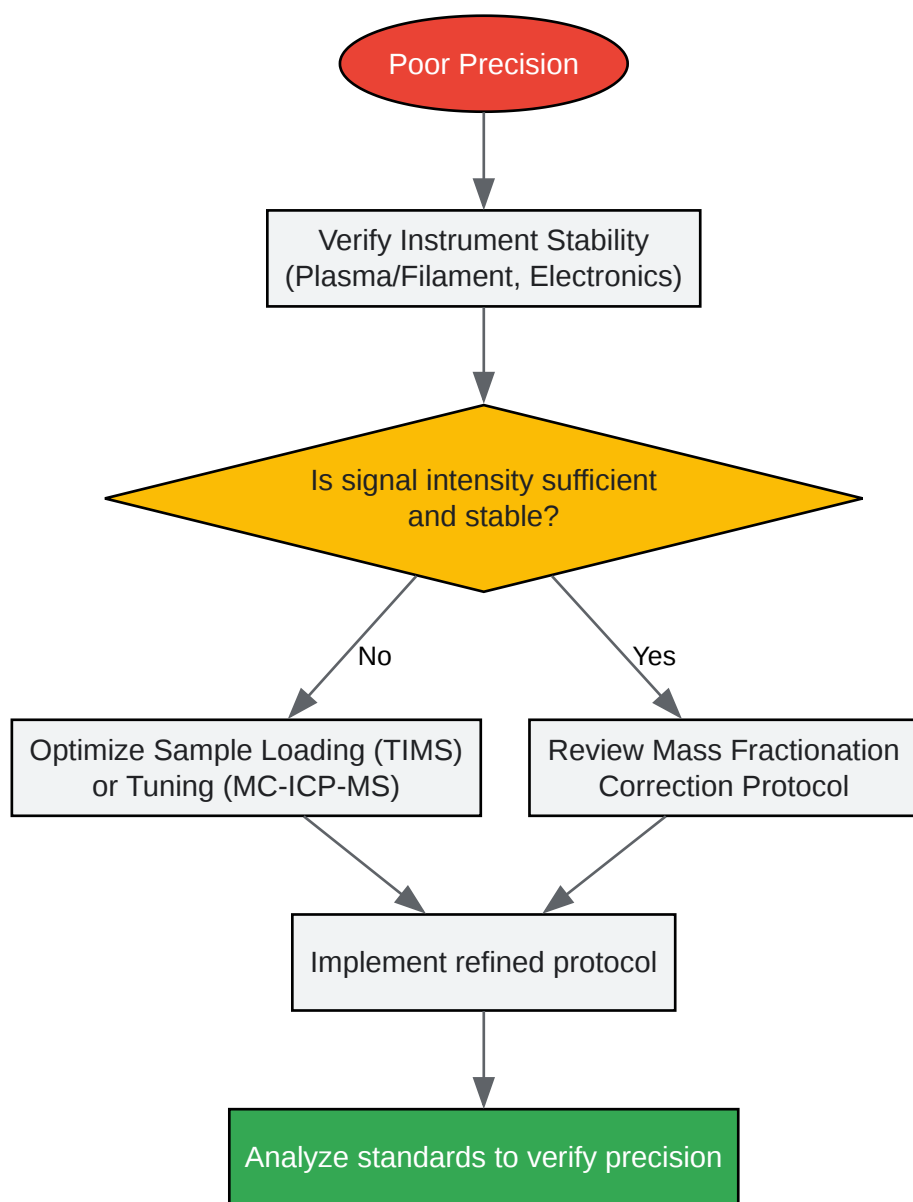 Poor Precision
Verify Instrument Stability
(Plasma/Filament, Electronics)
Is signal intensity sufficient
and stable?
No
Yes
Optimize Sample Loading (TIMS)
or Tuning (MC-ICP-MS)
Review Mass Fractionation
Correction Protocol
Implement refined protocol
Analyze standards to verify precision